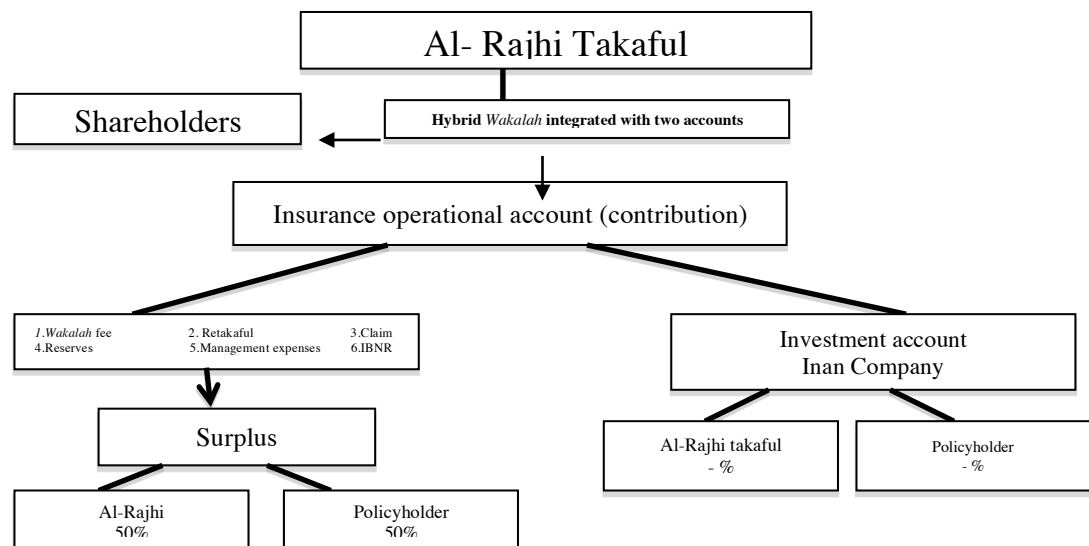 Al- Rajhi Takaful
Hybrid Wakalah integrated with two accounts
Shareholders
Insurance operational account (contribution)
1.Wakalah fee 2. Retakaful 3.Claim
4.Reserves 5.Management expenses 6.IBNR
Investment account
Inan Company
Surplus
Al-Rajhi takaful
- %
Policyholder
- %
Al-Rajhi
50%
Policyholder
50%